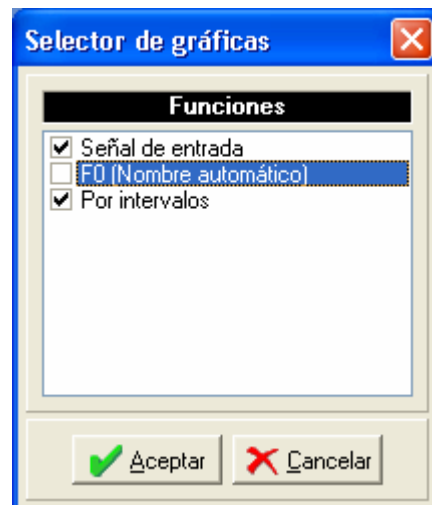 Selector de gráficas
Funciones
Señal de entrada
F0 (Nombre automático)
Por intervalos
Aceptar
Cancelar